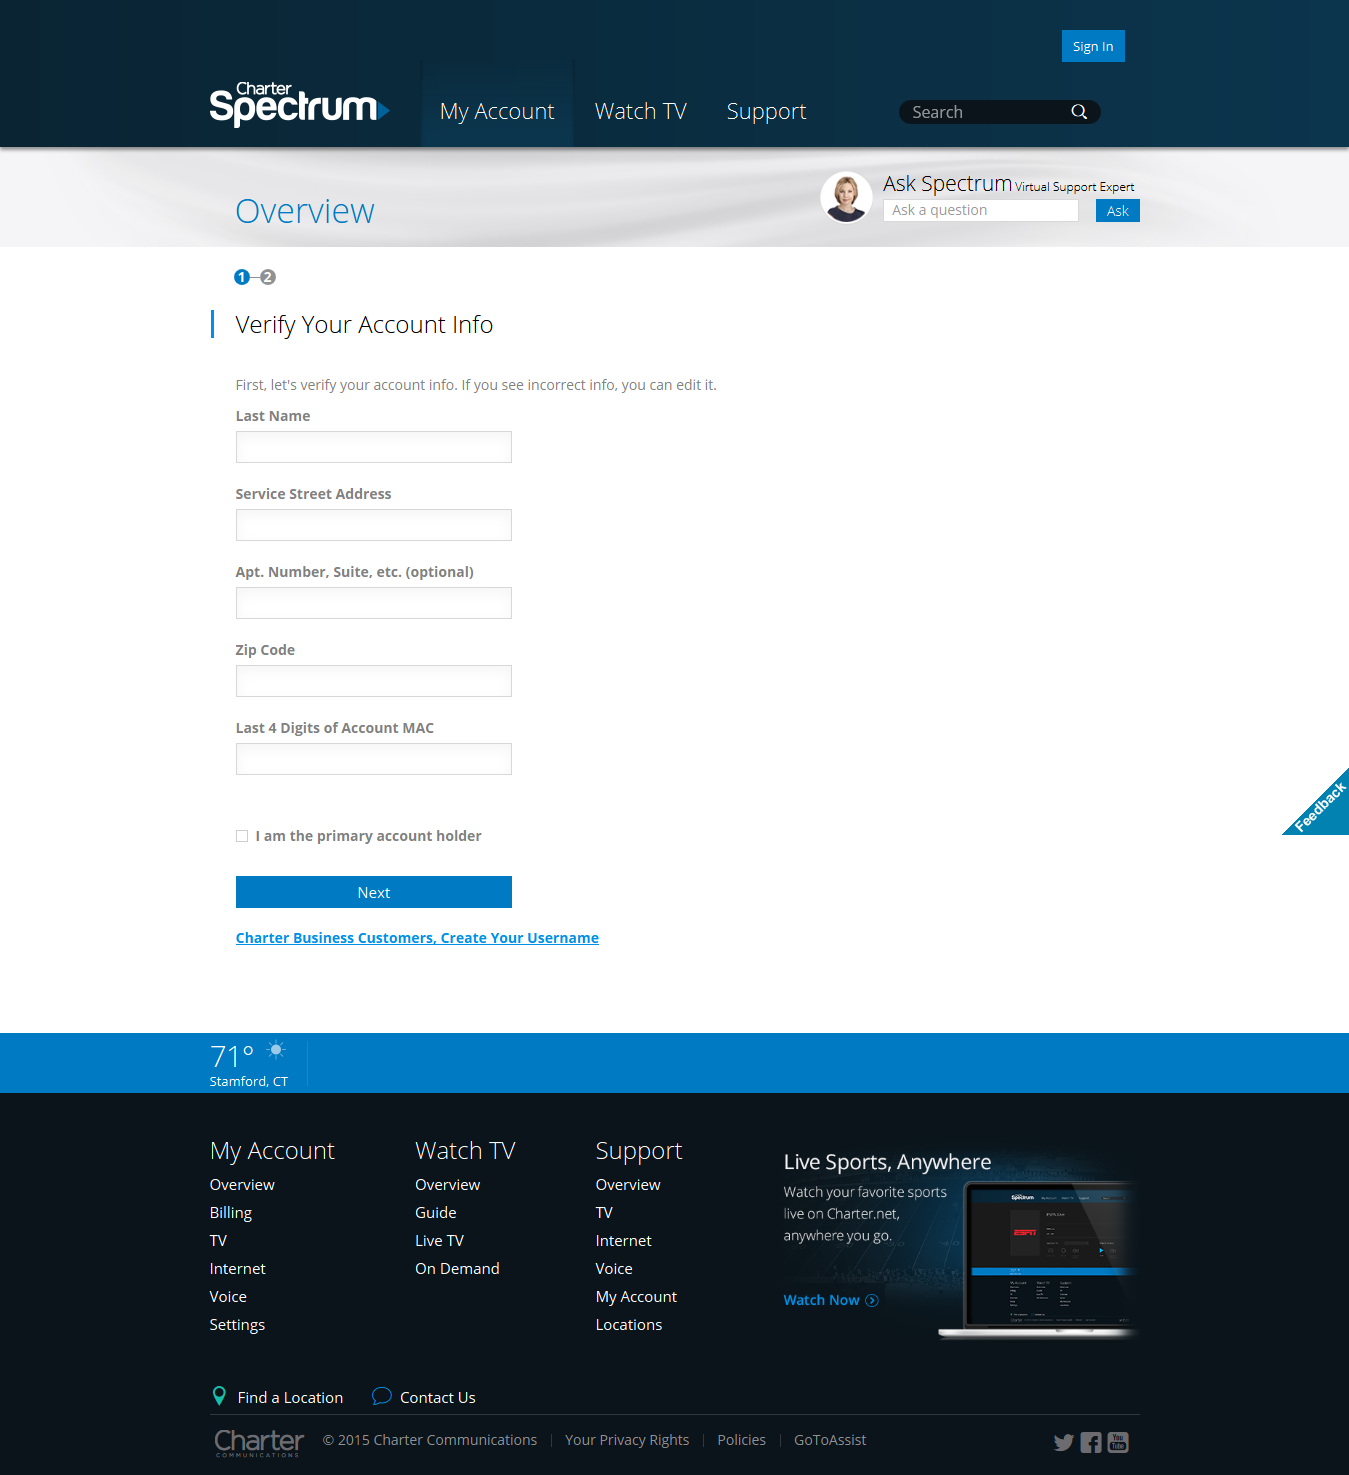 Sign In
Charter
Spectrum
My Account
Watch TV
Support
Search
Overview
Ask Spectrum Virtual Support Expert
Ask a question
Ask
1 2
Verify Your Account Info
First, let's verify your account info. If you see incorrect info, you can edit it.
Last Name
Service Street Address
Apt. Number, Suite, etc. (optional)
Zip Code
Last 4 Digits of Account MAC
Feedback
I am the primary account holder
Next
Charter Business Customers, Create Your Username
71°
Stamford, CT
My Account
Overview
Billing
TV
Internet
Voice
Settings
Watch TV
Overview
Guide
Live TV
On Demand
Support
Overview
TV
Internet
Voice
My Account
Locations
Live Sports, Anywhere
Watch your favorite sports
live on Charter.net,
anywhere you go.
Watch Now
Spectrum
ESPN
Find a Location
Contact Us
Charter
COMMUNICATIONS
© 2015 Charter Communications
Your Privacy Rights
Policies
GoToAssist
You
Tube